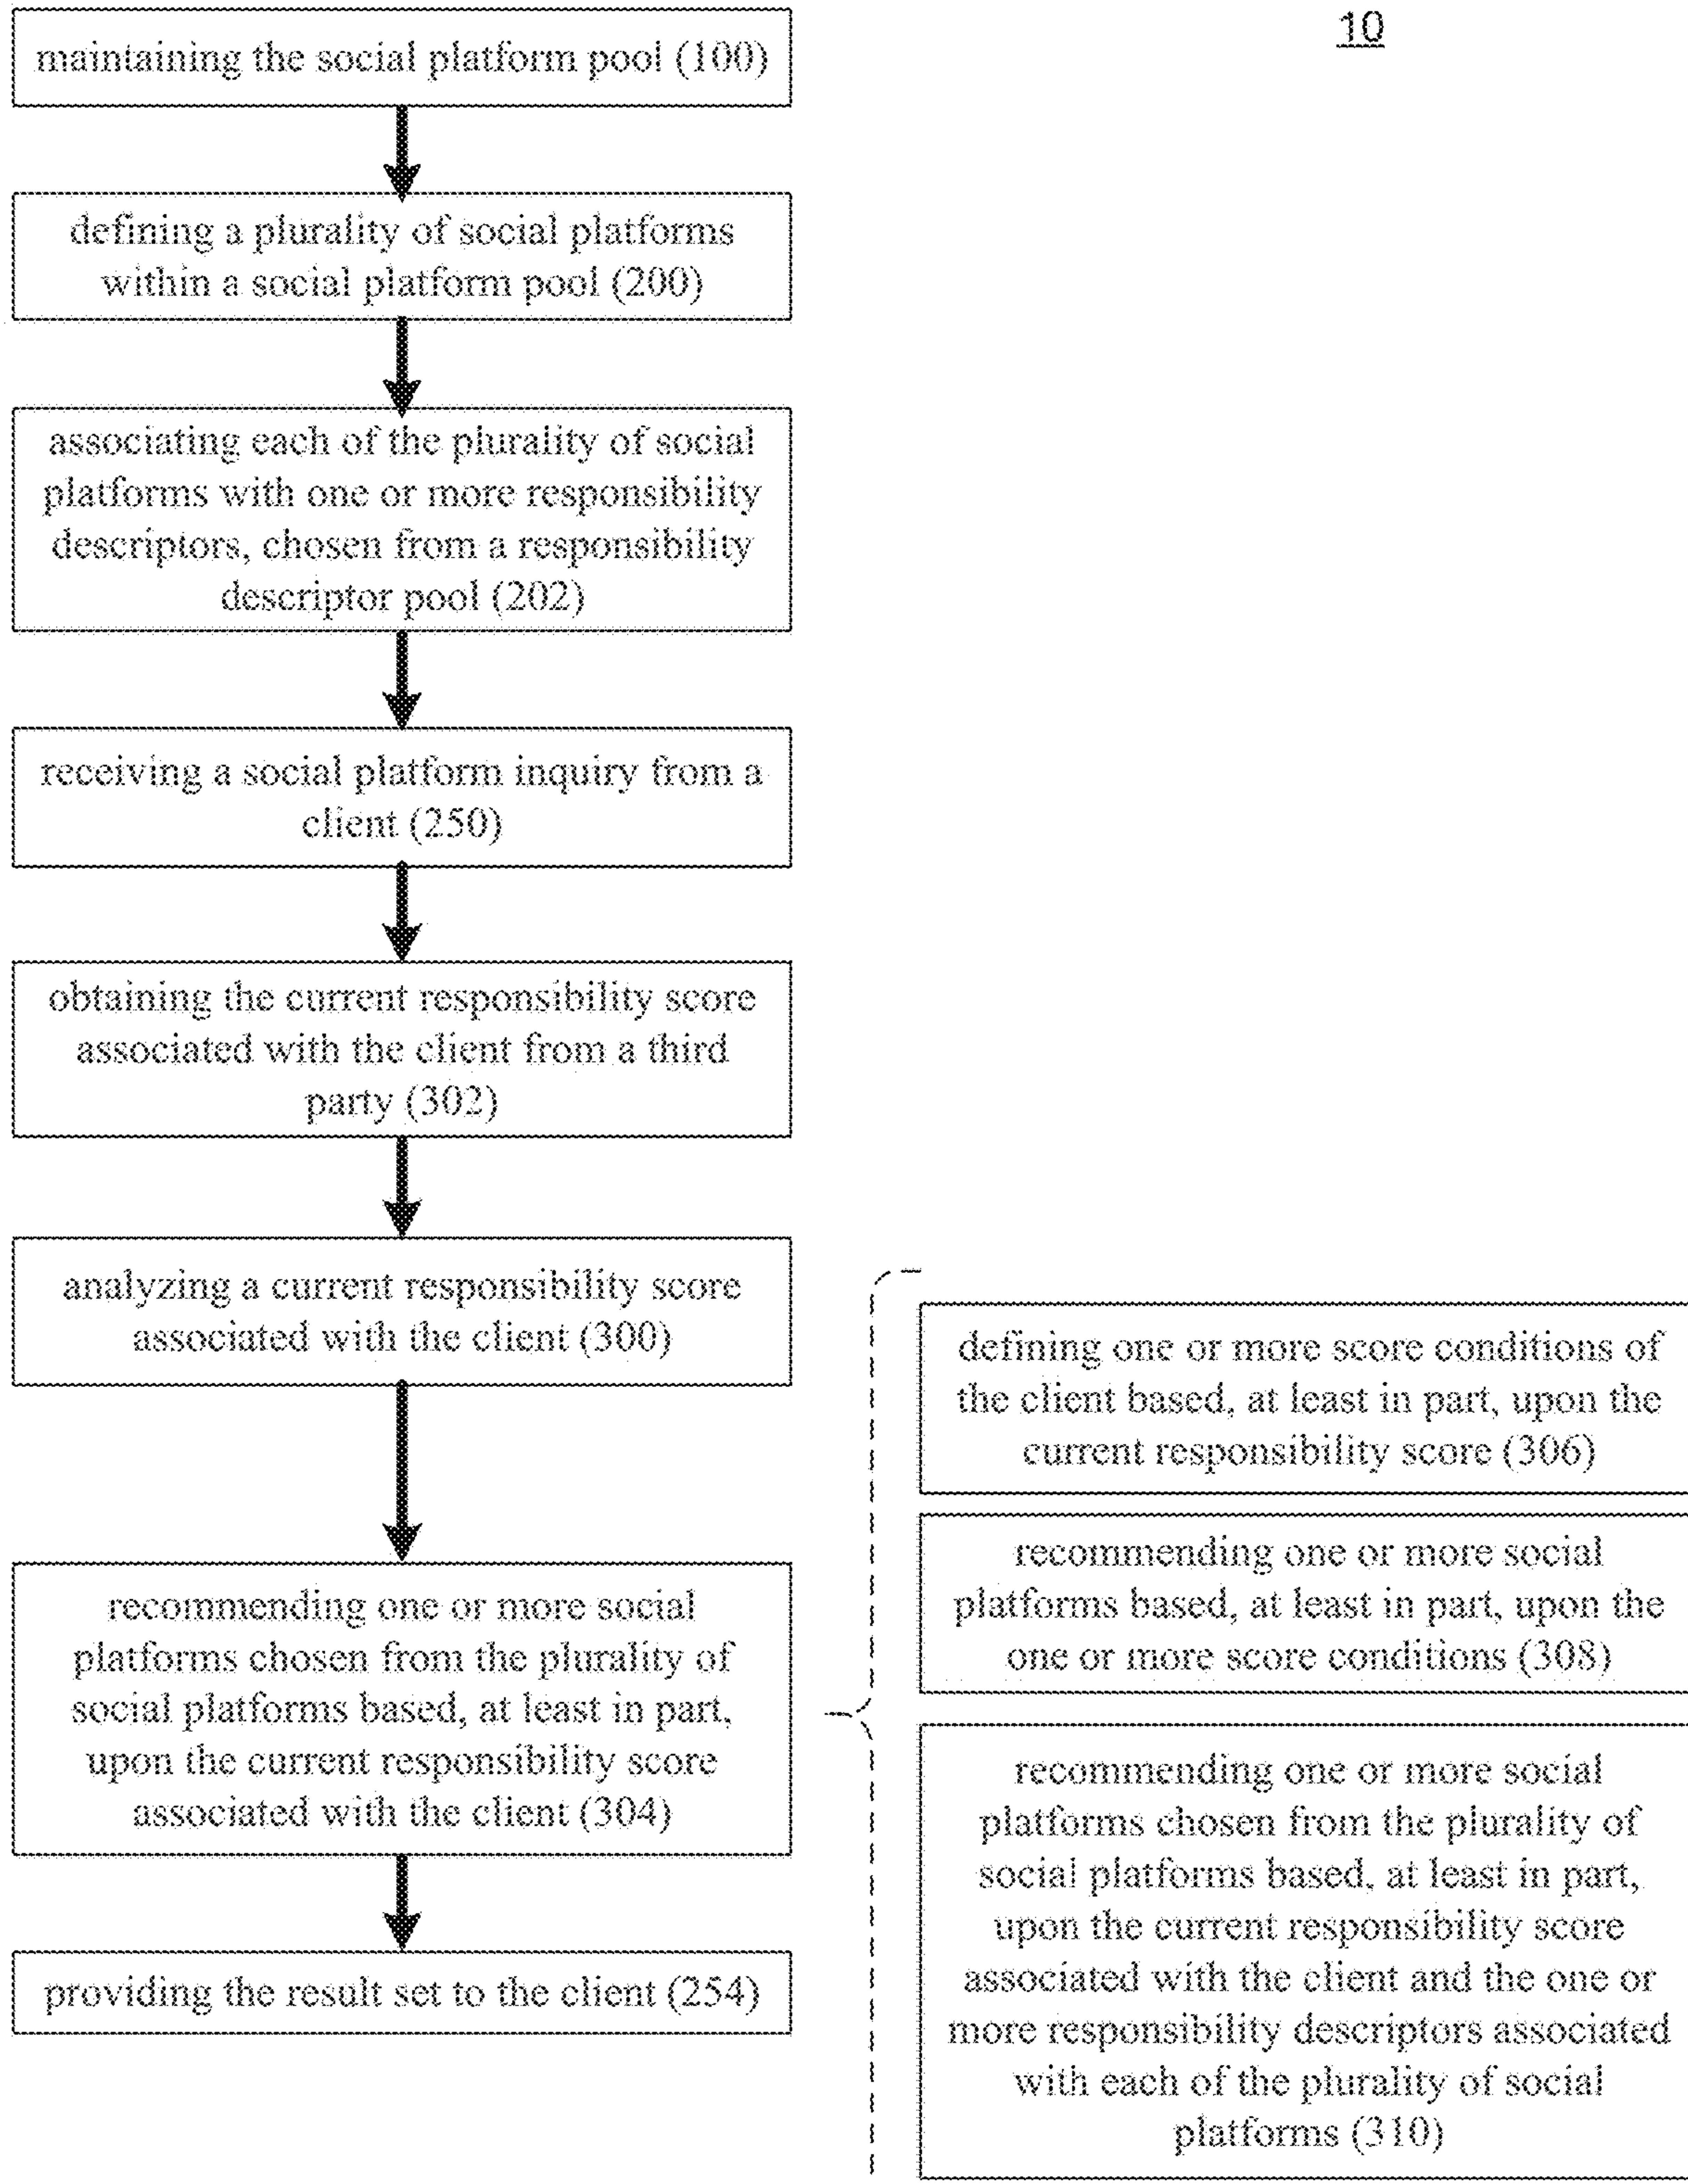 10
maintaining the social platform pool (100)
defining a plurality of social platforms
within a social platform pool (200)
associating each of the plurality of social
platforms with one or more responsibility
descriptors, chosen from a responsibility
descriptor pool (202)
receiving a social platform inquiry from a
client (250)
obtaining the current responsibility score
associated with the client from a third
party (302)
analyzing a current responsibility score
associated with the client (300)
recommending one or more social
platforms chosen from the plurality of
social platforms based, at least in part,
upon the current responsibility score
associated with the client (304)
providing the result set to the client (254)
defining one or more score conditions of
the client based, at least in part, upon the
current responsibility score (306)
recommending one or more social
platforms based, at least in part, upon the
one or more score conditions (308)
recommending one or more social
platforms chosen from the plurality of
social platforms based, at least in part,
upon the current responsibility score
associated with the client and the one or
more responsibility descriptors associated
with each of the plurality of social
platforms (310)